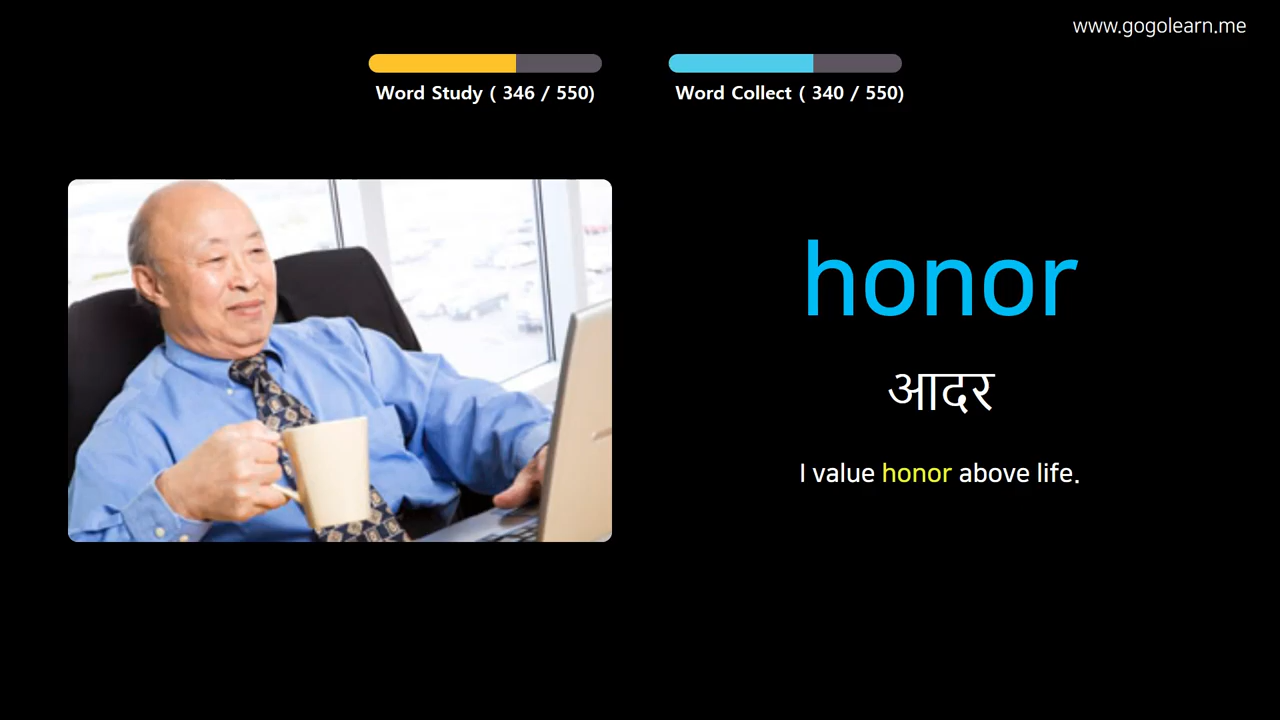 www.gogolearn.me
Word Study ( 346 / 550)
Word Collect ( 340 / 550)
honor
आदर
I value honor above life.